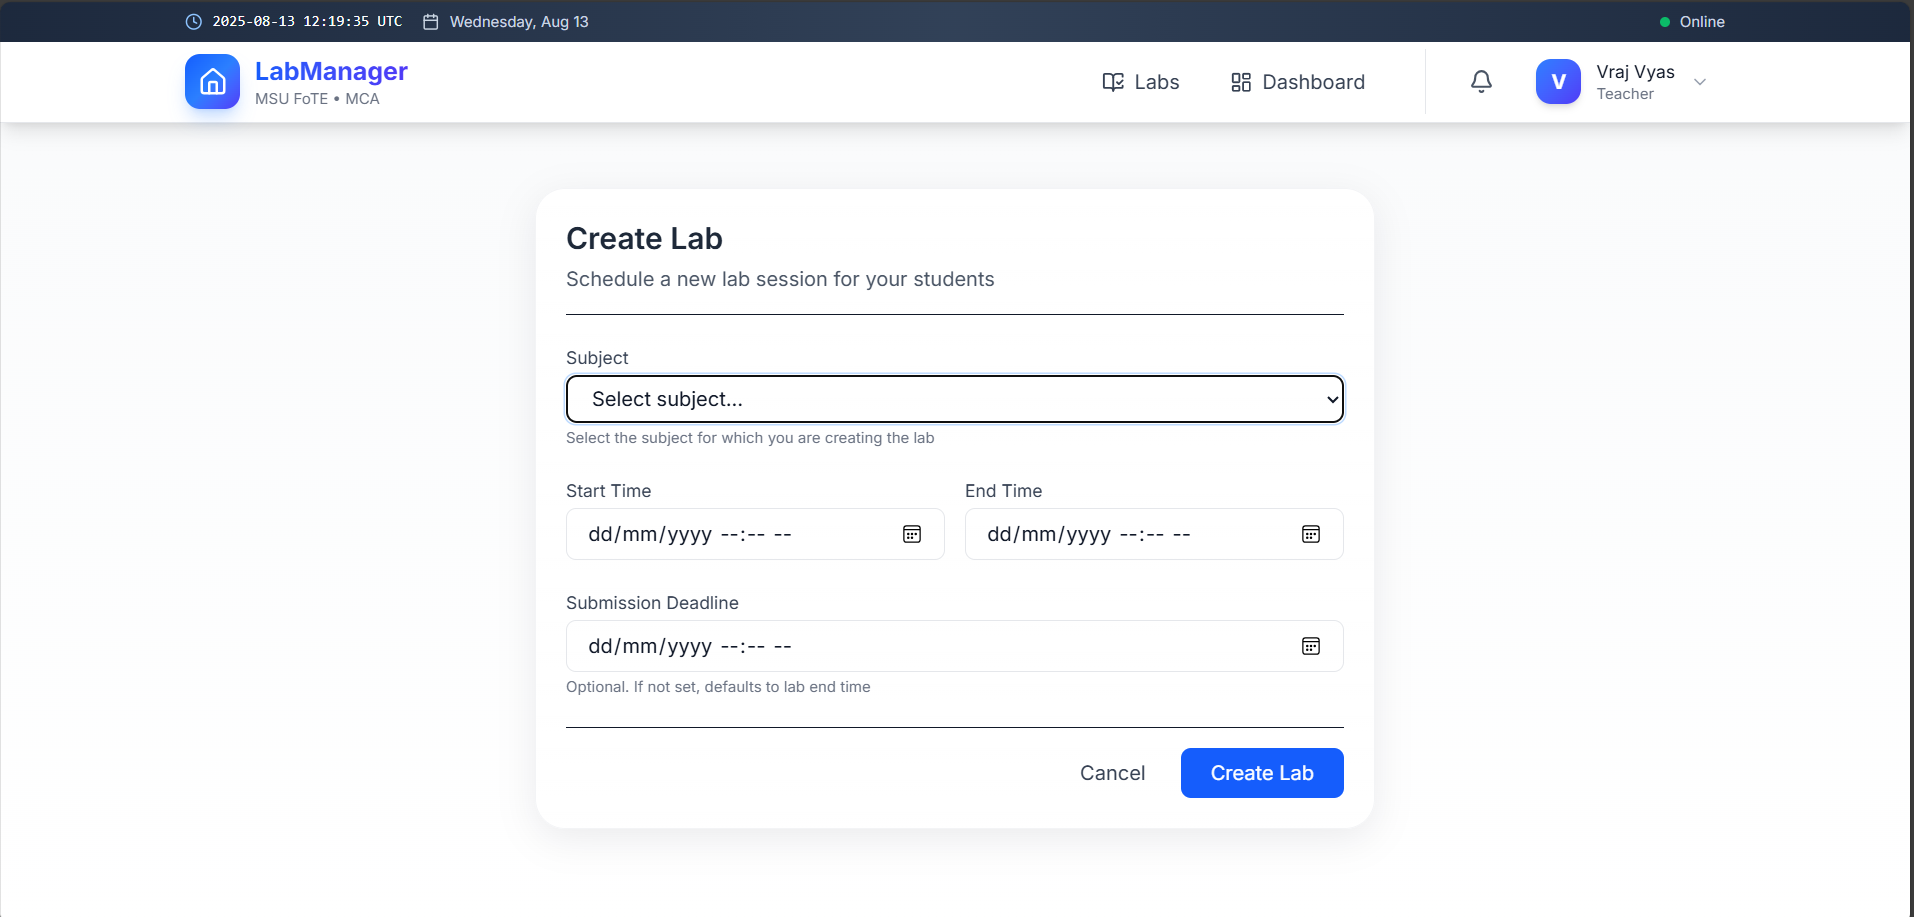 2025-08-13 12:19:35 UTC Wednesday, Aug 13 Online
LabManager
MSU FoTE • MCA
Labs Dashboard
V
Vraj Vyas
Teacher
Create Lab
Schedule a new lab session for your students
Subject
Select subject...
Select the subject for which you are creating the lab
Start Time End Time
dd/mm/yyyy --:-- -- dd/mm/yyyy --:-- --
Submission Deadline
dd/mm/yyyy --:-- --
Optional. If not set, defaults to lab end time
Cancel Create Lab